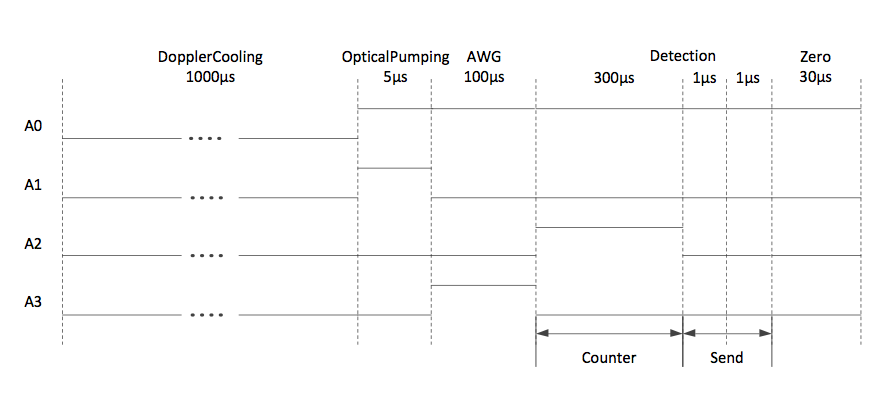 DopplerCooling OpticalPumping AWG Detection Zero
1000μs 5μs 100μs 300μs 1μs 1μs 30μs
A0
A1
A2
A3
Counter Send